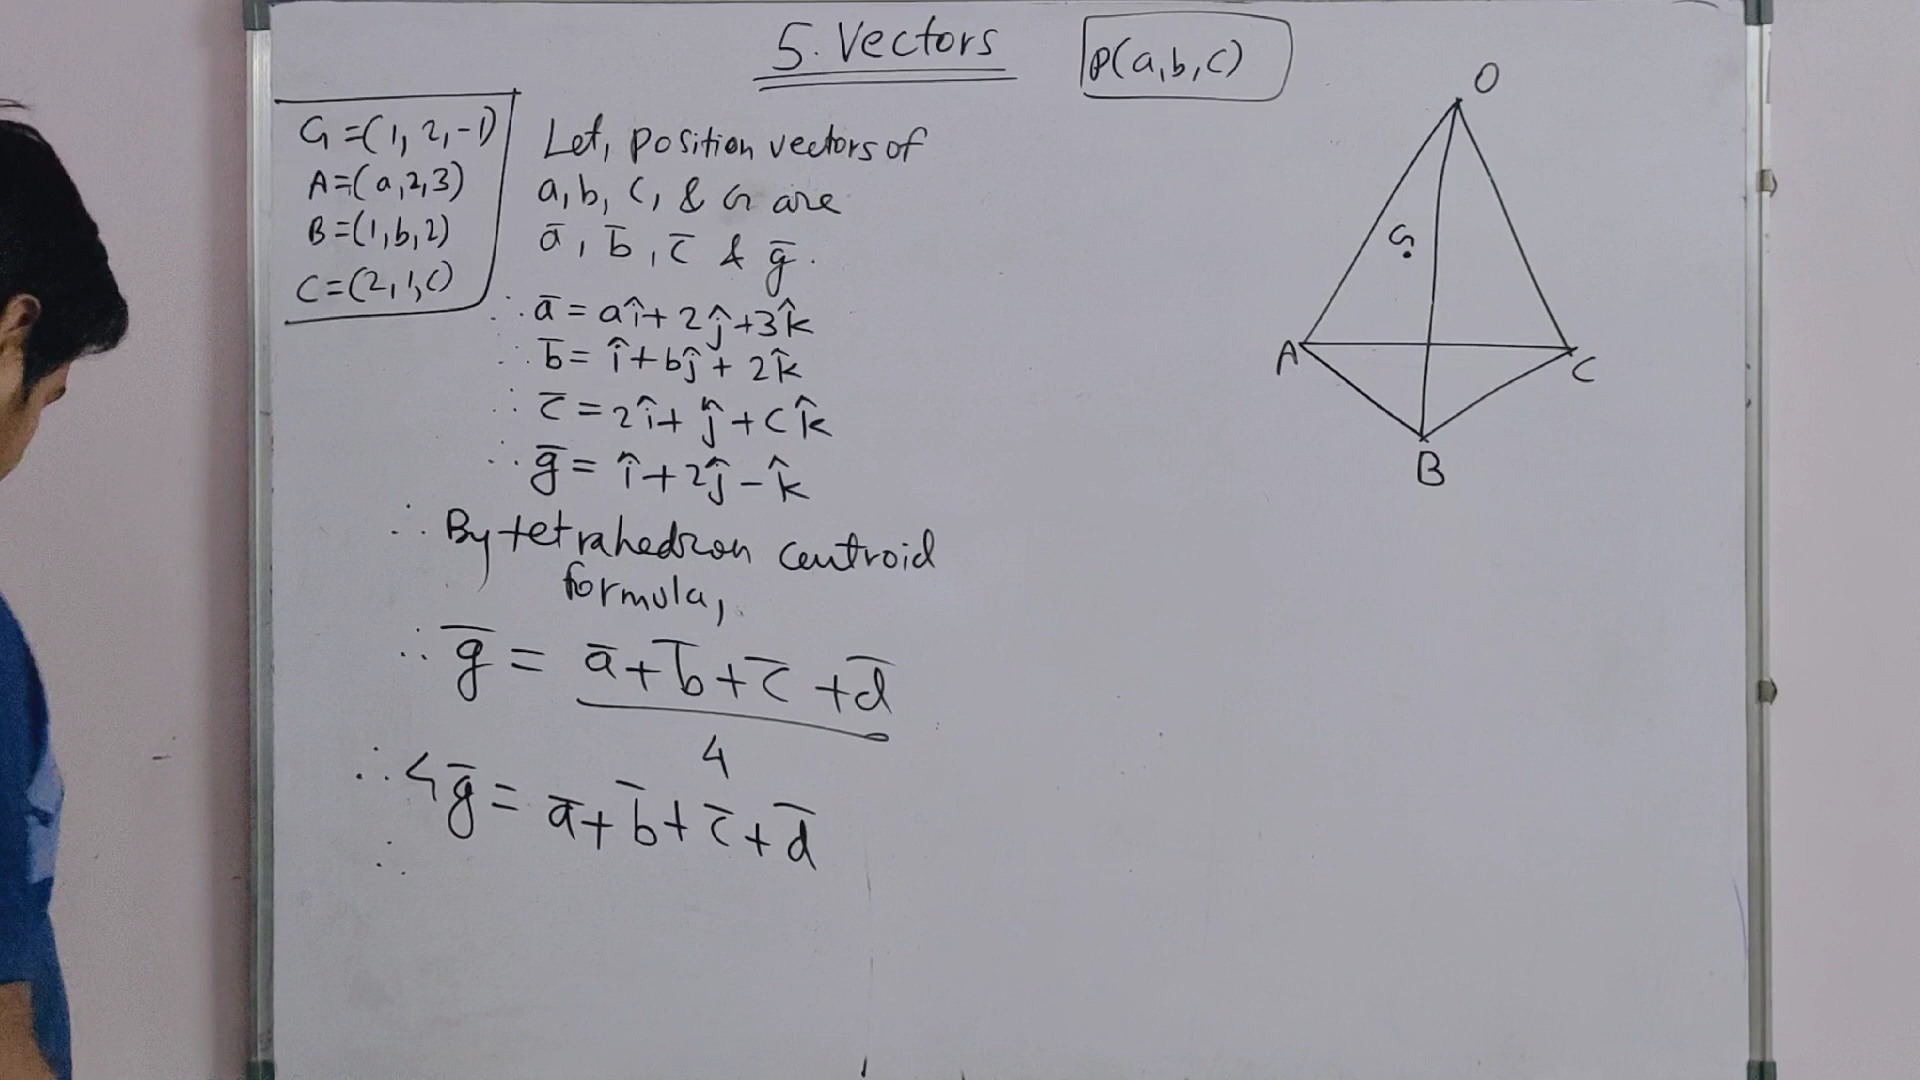 5. Vectors
P(a,b,c)
G=(1, 2,-1)
A=(a,2,3)
B=(1,b,2)
C=(2,1,c)
Let, position vectors of
a, b, c, & G are
a̅, b̅, c̅ & g̅.
∴ a̅ = aî+2ĵ+3k̂
∴ b̅ = î+bĵ+2k̂
∴ c̅ = 2î+ĵ+ck̂
∴ g̅ = î+2ĵ-k̂
∴ By tetrahedron centroid
formula,
∴ g̅ = a̅+b̅+c̅+d̅
4
∴ 4g̅ = a̅+b̅+c̅+d̅
∴
O
G
A
C
B